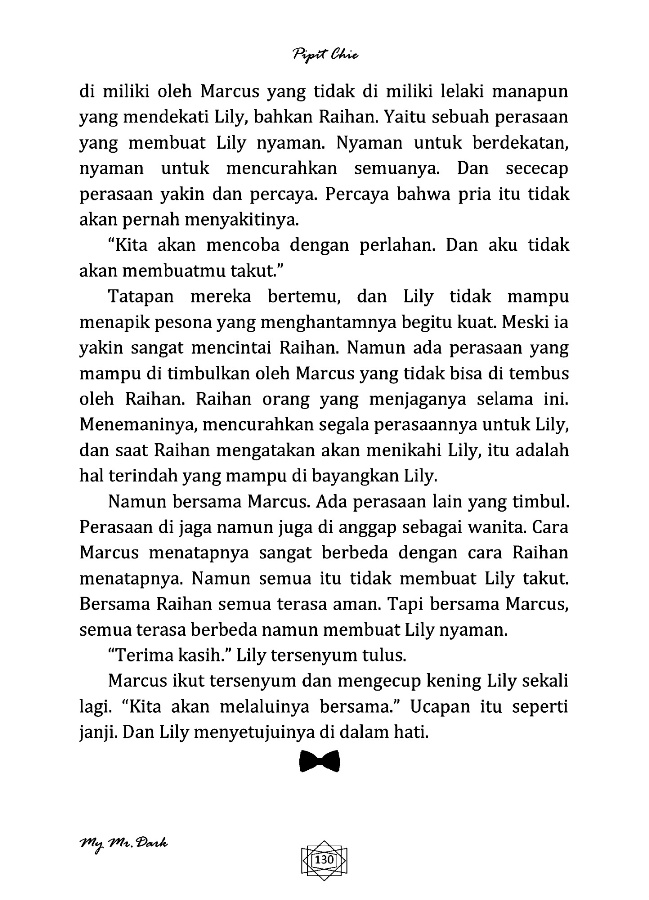 Pipit Chie
di miliki oleh Marcus yang tidak di miliki lelaki manapun
yang mendekati Lily, bahkan Raihan. Yaitu sebuah perasaan
yang membuat Lily nyaman. Nyaman untuk berdekatan,
nyaman untuk mencurahkan semuanya. Dan sececap
perasaan yakin dan percaya. Percaya bahwa pria itu tidak
akan pernah menyakitinya.
“Kita akan mencoba dengan perlahan. Dan aku tidak
akan membuatmu takut.”
Tatapan mereka bertemu, dan Lily tidak mampu
menapik pesona yang menghantamnya begitu kuat. Meski ia
yakin sangat mencintai Raihan. Namun ada perasaan yang
mampu di timbulkan oleh Marcus yang tidak bisa di tembus
oleh Raihan. Raihan orang yang menjaganya selama ini.
Menemaninya, mencurahkan segala perasaannya untuk Lily,
dan saat Raihan mengatakan akan menikahi Lily, itu adalah
hal terindah yang mampu di bayangkan Lily.
Namun bersama Marcus. Ada perasaan lain yang timbul.
Perasaan di jaga namun juga di anggap sebagai wanita. Cara
Marcus menatapnya sangat berbeda dengan cara Raihan
menatapnya. Namun semua itu tidak membuat Lily takut.
Bersama Raihan semua terasa aman. Tapi bersama Marcus,
semua terasa berbeda namun membuat Lily nyaman.
“Terima kasih.” Lily tersenyum tulus.
Marcus ikut tersenyum dan mengecup kening Lily sekali
lagi. “Kita akan melaluinya bersama.” Ucapan itu seperti
janji. Dan Lily menyetujuinya di dalam hati.
My Mr. Dark
130